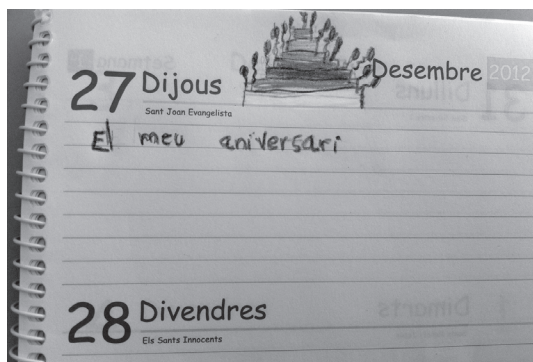 27 Dijous
Desembre 2012
Sant Joan Evangelista
El meu aniversari
28 Divendres
Els Sants Innocents